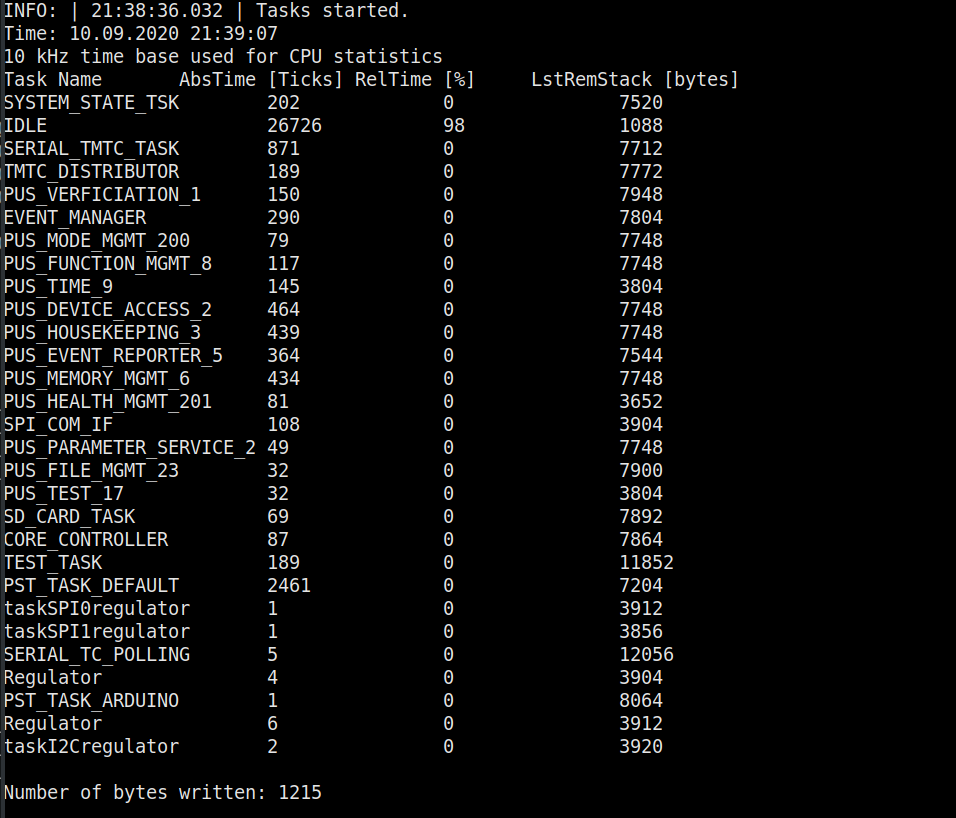 INFO: | 21:38:36.032 | Tasks started.
Time: 10.09.2020 21:39:07
10 kHz time base used for CPU statistics
Task Name       AbsTime [Ticks] RelTime [%]     LstRemStack [bytes]
SYSTEM_STATE_TSK        202             0               7520
IDLE                    26726           98              1088
SERIAL_TMTC_TASK        871             0               7712
TMTC_DISTRIBUTOR        189             0               7772
PUS_VERFICIATION_1      150             0               7948
EVENT_MANAGER           290             0               7804
PUS_MODE_MGMT_200       79              0               7748
PUS_FUNCTION_MGMT_8     117             0               7748
PUS_TIME_9              145             0               3804
PUS_DEVICE_ACCESS_2     464             0               7748
PUS_HOUSEKEEPING_3      439             0               7748
PUS_EVENT_REPORTER_5    364             0               7544
PUS_MEMORY_MGMT_6       434             0               7748
PUS_HEALTH_MGMT_201     81              0               3652
SPI_COM_IF              108             0               3904
PUS_PARAMETER_SERVICE_2 49              0               7748
PUS_FILE_MGMT_23        32              0               7900
PUS_TEST_17             32              0               3804
SD_CARD_TASK            69              0               7892
CORE_CONTROLLER         87              0               7864
TEST_TASK               189             0               11852
PST_TASK_DEFAULT        2461            0               7204
taskSPI0regulator       1               0               3912
taskSPI1regulator       1               0               3856
SERIAL_TC_POLLING       5               0               12056
Regulator               4               0               3904
PST_TASK_ARDUINO        1               0               8064
Regulator               6               0               3912
taskI2Cregulator        2               0               3920
Number of bytes written: 1215